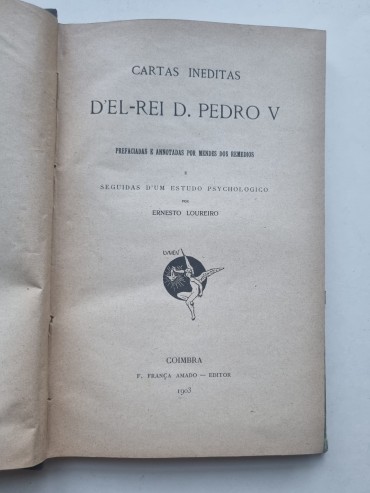 CARTAS INEDITAS
D'EL-REI D. PEDRO V
PREFACIADAS E ANNOTADAS POR MENDES DOS REMEDIOS
E
SEGUIDAS D'UM ESTUDO PSYCHOLOGICO
POR
ERNESTO LOUREIRO
COIMBRA
F. FRANÇA AMADO — EDITOR
1903